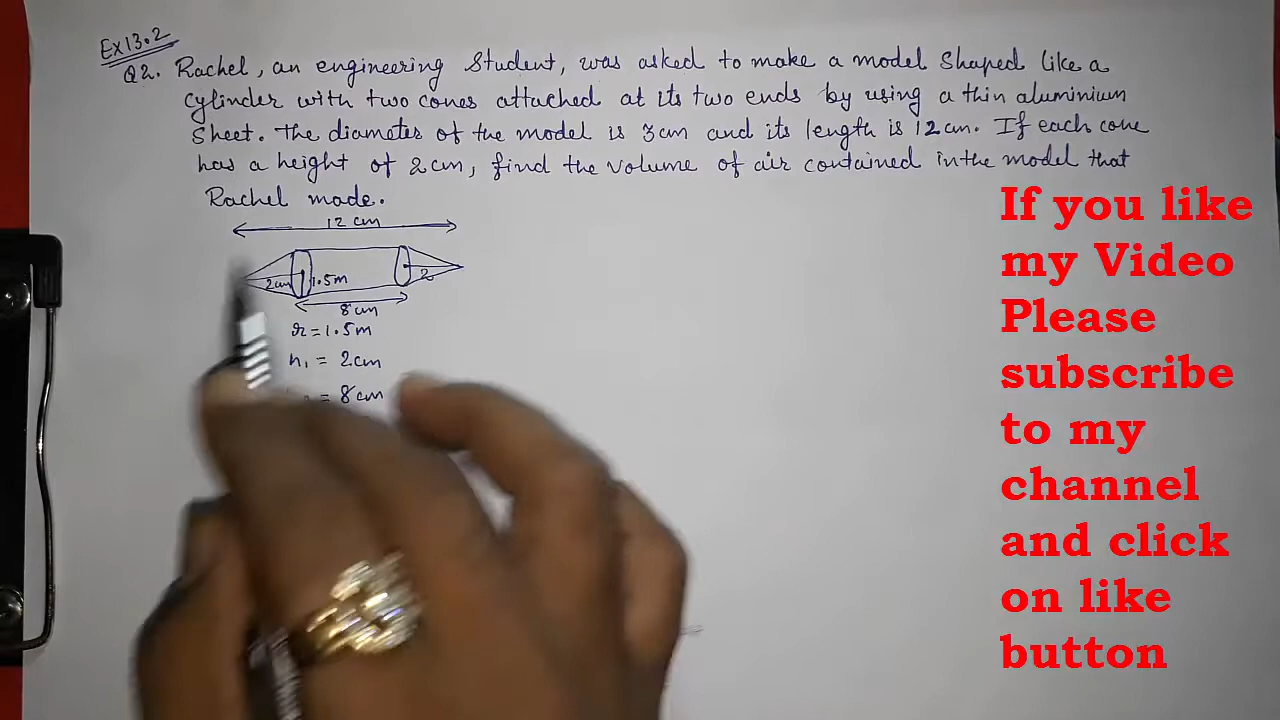 Ex13.2
Q2. Rachel, an engineering Student, was asked to make a model Shaped like a
Cylinder with two cones attached at its two ends by using a thin aluminium
Sheet. The diameter of the model is 3cm and its length is 12cm. If each cone
has a height of 2cm, find the volume of air contained in the model that
Rachel made.
12 cm
2cm 1.5m 2
8cm
r=1.5m
h₁ = 2cm
= 8cm
If you like
my Video
Please
subscribe
to my
channel
and click
on like
button